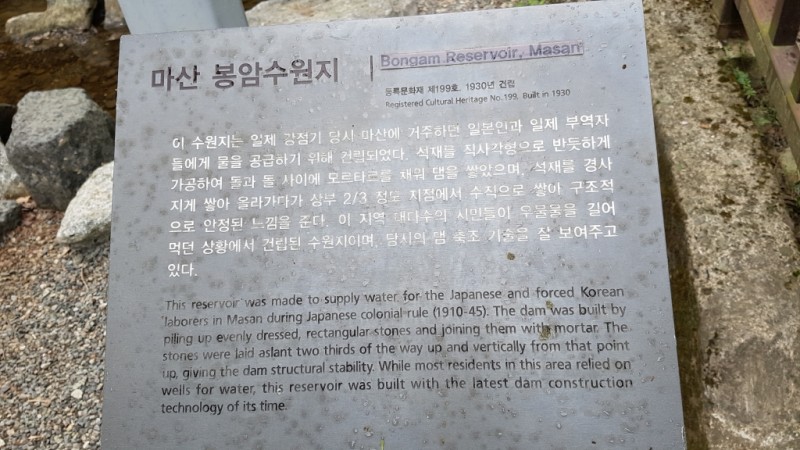 마산 봉암수원지
Bongam Reservoir, Masan
등록문화재 제199호, 1930년 건립
Registered Cultural Heritage No.199, Built in 1930
이 수원지는 일제 강점기 당시 마산에 거주하던 일본인과 일제 부역자
들에게 물을 공급하기 위해 건립되었다. 석재를 직사각형으로 반듯하게
가공하여 돌과 돌 사이에 모르타르를 채워 댐을 쌓았으며, 석재를 경사
지게 쌓아 올라가다가 상부 2/3 정도 지점에서 수직으로 쌓아 구조적
으로 안정된 느낌을 준다. 이 지역 대다수의 시민들이 우물물을 길어
먹던 상황에서 건립된 수원지이며, 당시의 댐 축조 기술을 잘 보여주고
있다.
This reservoir was made to supply water for the Japanese and forced Korean
laborers in Masan during Japanese colonial rule (1910-45). The dam was built by
piling up evenly dressed, rectangular stones and joining them with mortar. The
stones were laid aslant two thirds of the way up and vertically from that point
up, giving the dam structural stability. While most residents in this area relied on
wells for water, this reservoir was built with the latest dam construction
technology of its time.